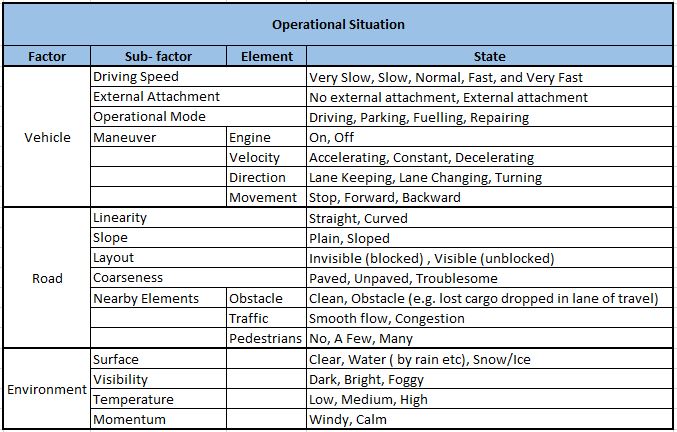 Operational Situation
Factor Sub- factor Element State
Vehicle Driving Speed Very Slow, Slow, Normal, Fast, and Very Fast
External Attachment No external attachment, External attachment
Operational Mode Driving, Parking, Fuelling, Repairing
Maneuver Engine On, Off
Velocity Accelerating, Constant, Decelerating
Direction Lane Keeping, Lane Changing, Turning
Movement Stop, Forward, Backward
Road Linearity Straight, Curved
Slope Plain, Sloped
Layout Invisible (blocked) , Visible (unblocked)
Coarseness Paved, Unpaved, Troublesome
Nearby Elements Obstacle Clean, Obstacle (e.g. lost cargo dropped in lane of travel)
Traffic Smooth flow, Congestion
Pedestrians No, A Few, Many
Environment Surface Clear, Water ( by rain etc), Snow/Ice
Visibility Dark, Bright, Foggy
Temperature Low, Medium, High
Momentum Windy, Calm